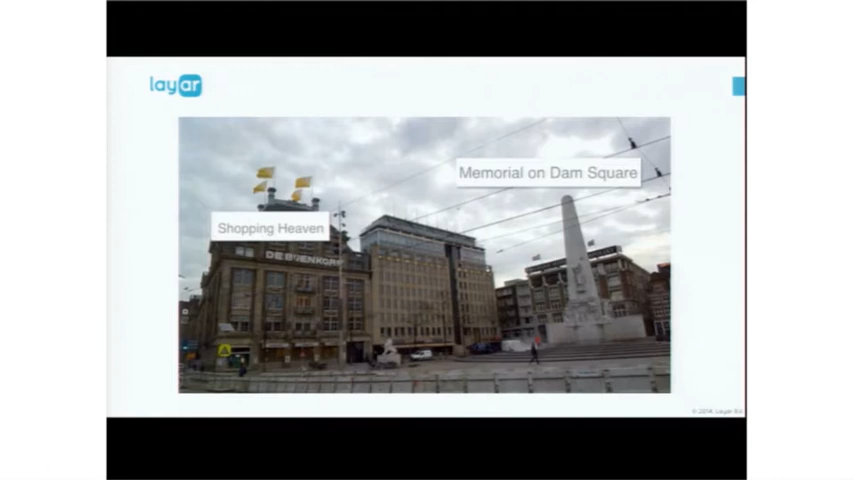 layar
Memorial on Dam Square
Shopping Heaven
DE BIJENKORF
© 2014, Layar B.V.